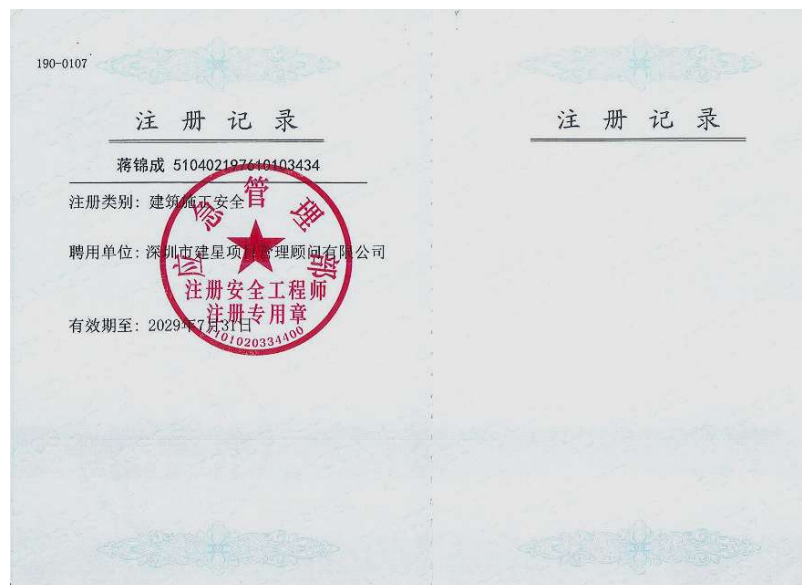 190-0107
注册记录
蒋锦成 510402197610103434
注册类别：建筑施工安全
聘用单位：深圳市建星项目管理顾问有限公司
有效期至：2029年7月31日
应急管理部
注册安全工程师
注册专用章
1101020334400
注册记录